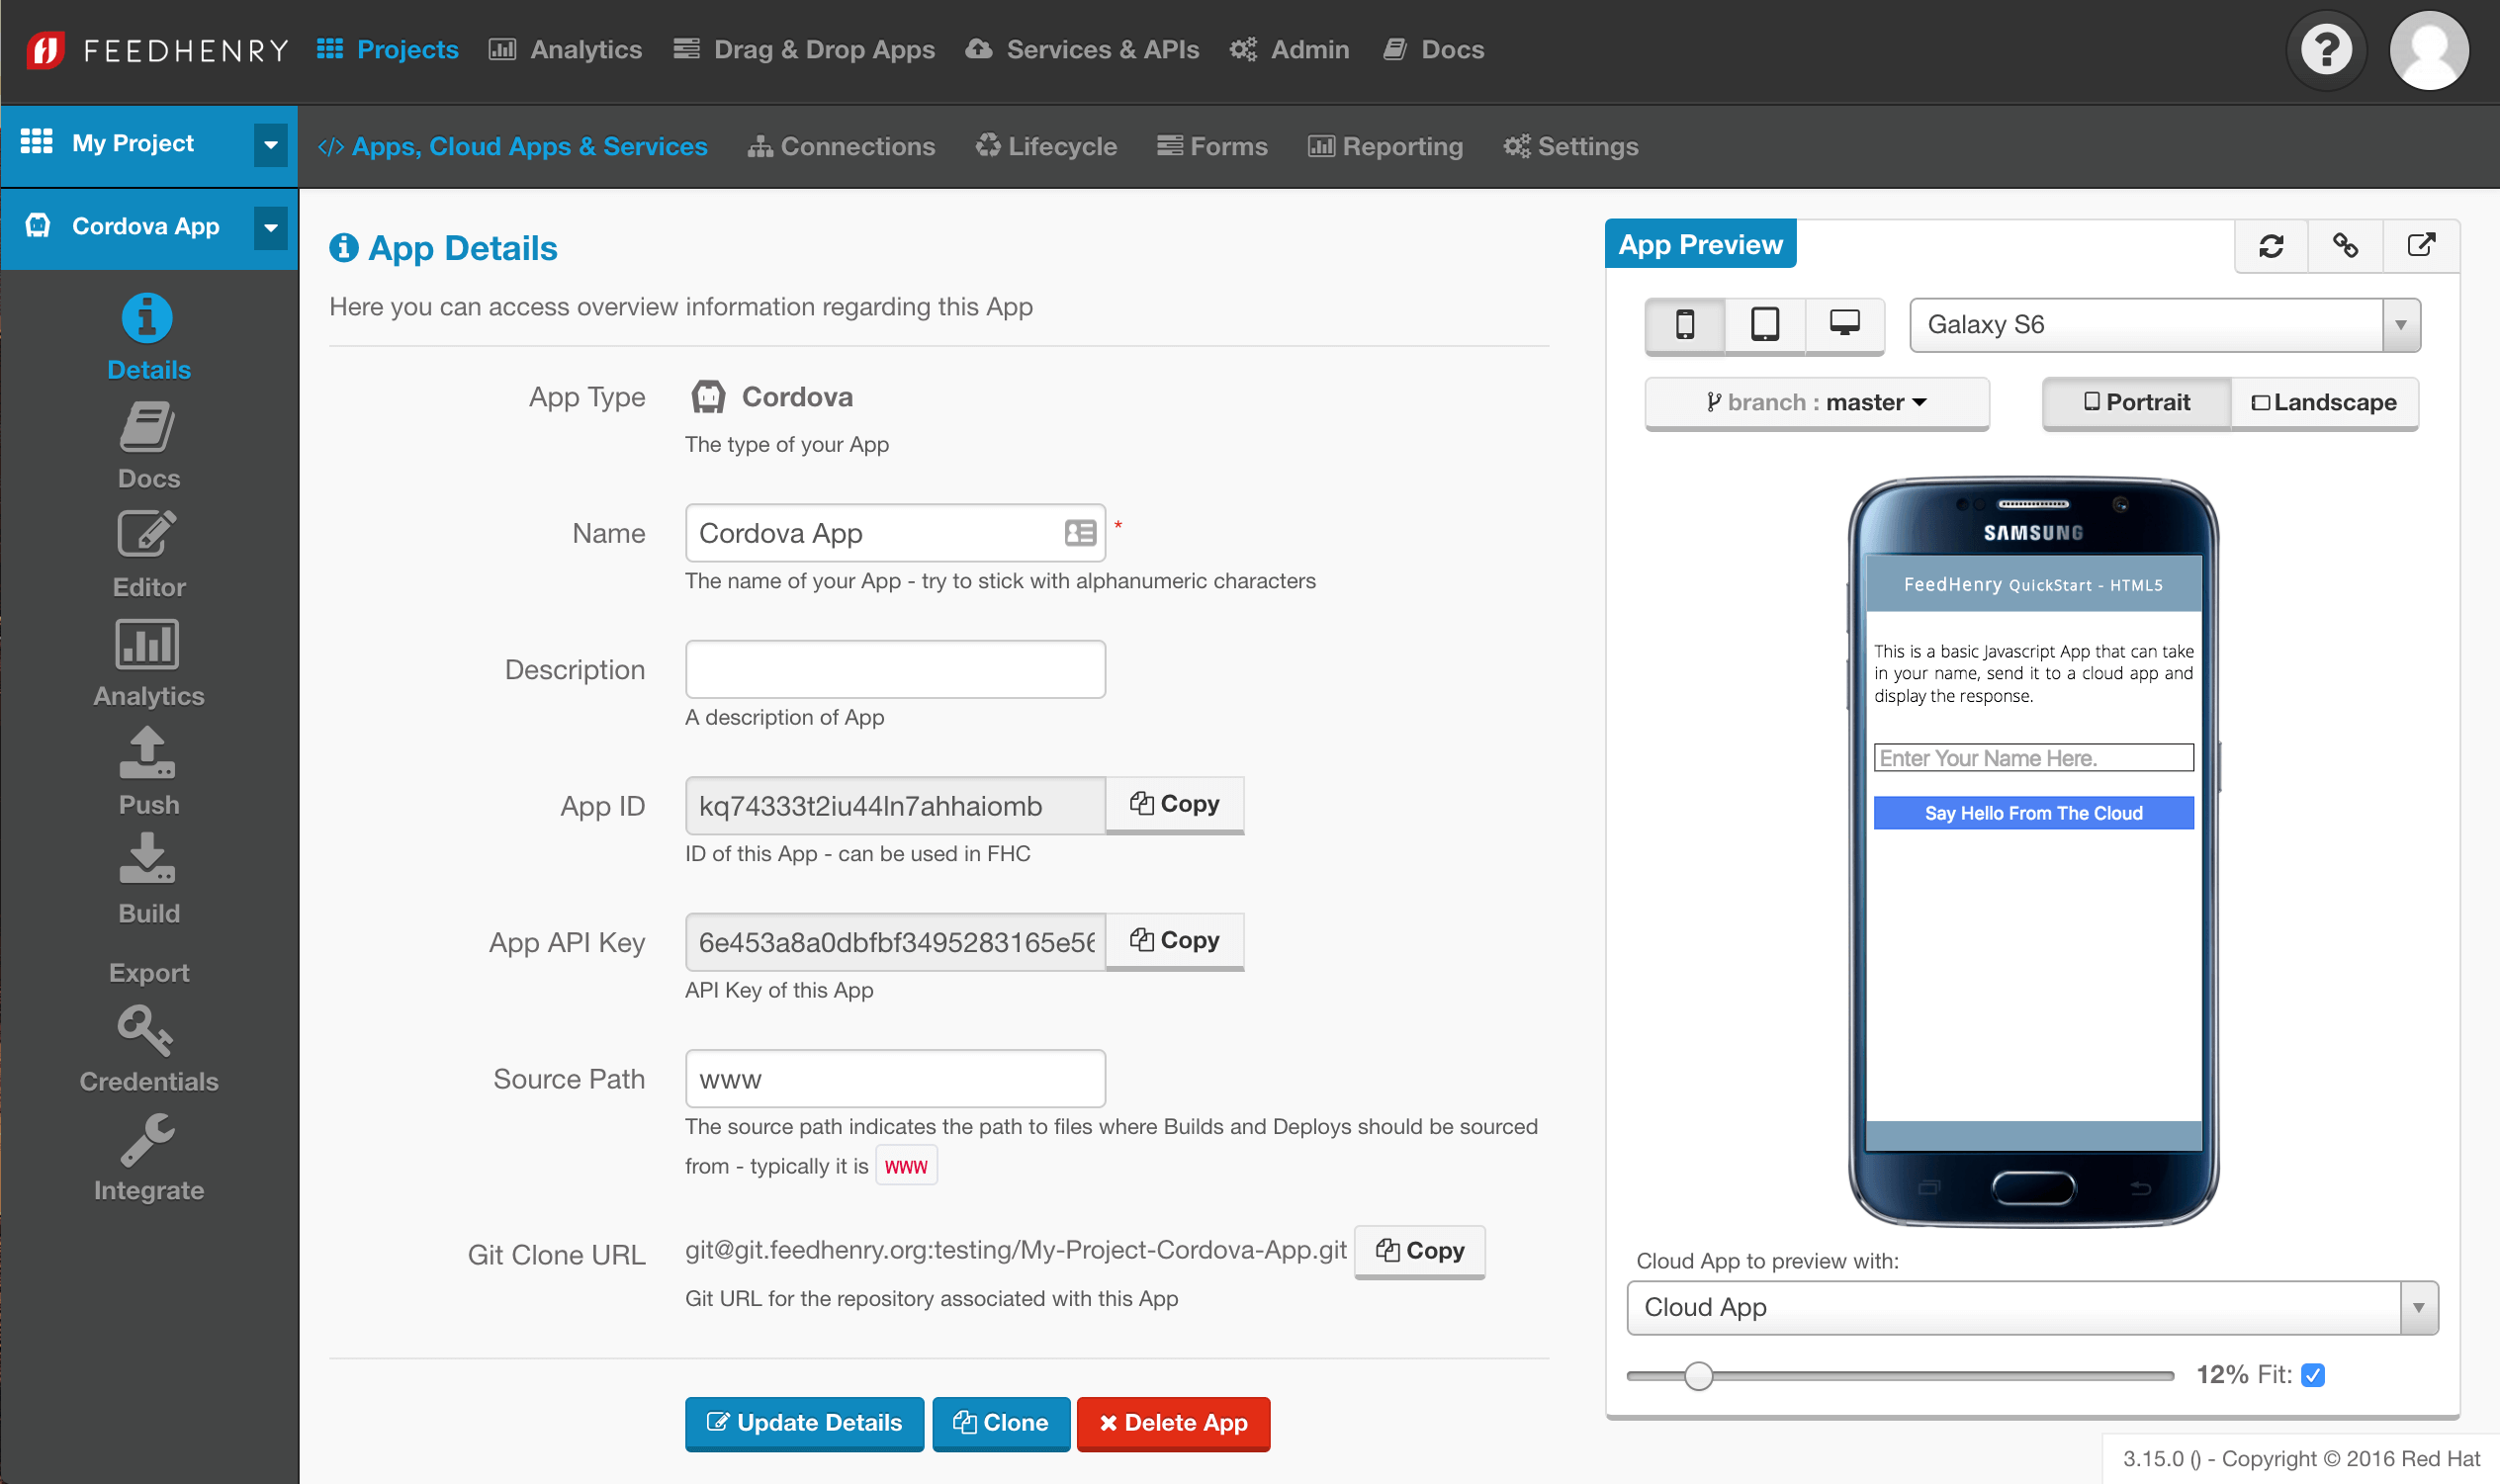 FEEDHENRY Projects Analytics Drag & Drop Apps Services & APIs Admin Docs
My Project
Apps, Cloud Apps & Services Connections Lifecycle Forms Reporting Settings
Cordova App
Details
Docs
Editor
Analytics
Push
Build
Export
Credentials
Integrate
App Details
Here you can access overview information regarding this App
App Type Cordova
The type of your App
Name Cordova App *
The name of your App - try to stick with alphanumeric characters
Description
A description of App
App ID kq74333t2iu44ln7ahhaiomb Copy
ID of this App - can be used in FHC
App API Key 6e453a8a0dbfbf3495283165e56 Copy
API Key of this App
Source Path www
The source path indicates the path to files where Builds and Deploys should be sourced
from - typically it is www
Git Clone URL git@git.feedhenry.org:testing/My-Project-Cordova-App.git Copy
Git URL for the repository associated with this App
Update Details Clone Delete App
App Preview
Galaxy S6
branch : master Portrait Landscape
SAMSUNG
FeedHenry QuickStart - HTML5
This is a basic Javascript App that can take
in your name, send it to a cloud app and
display the response.
Enter Your Name Here.
Say Hello From The Cloud
Cloud App to preview with:
Cloud App
12% Fit:
3.15.0 () - Copyright © 2016 Red Hat